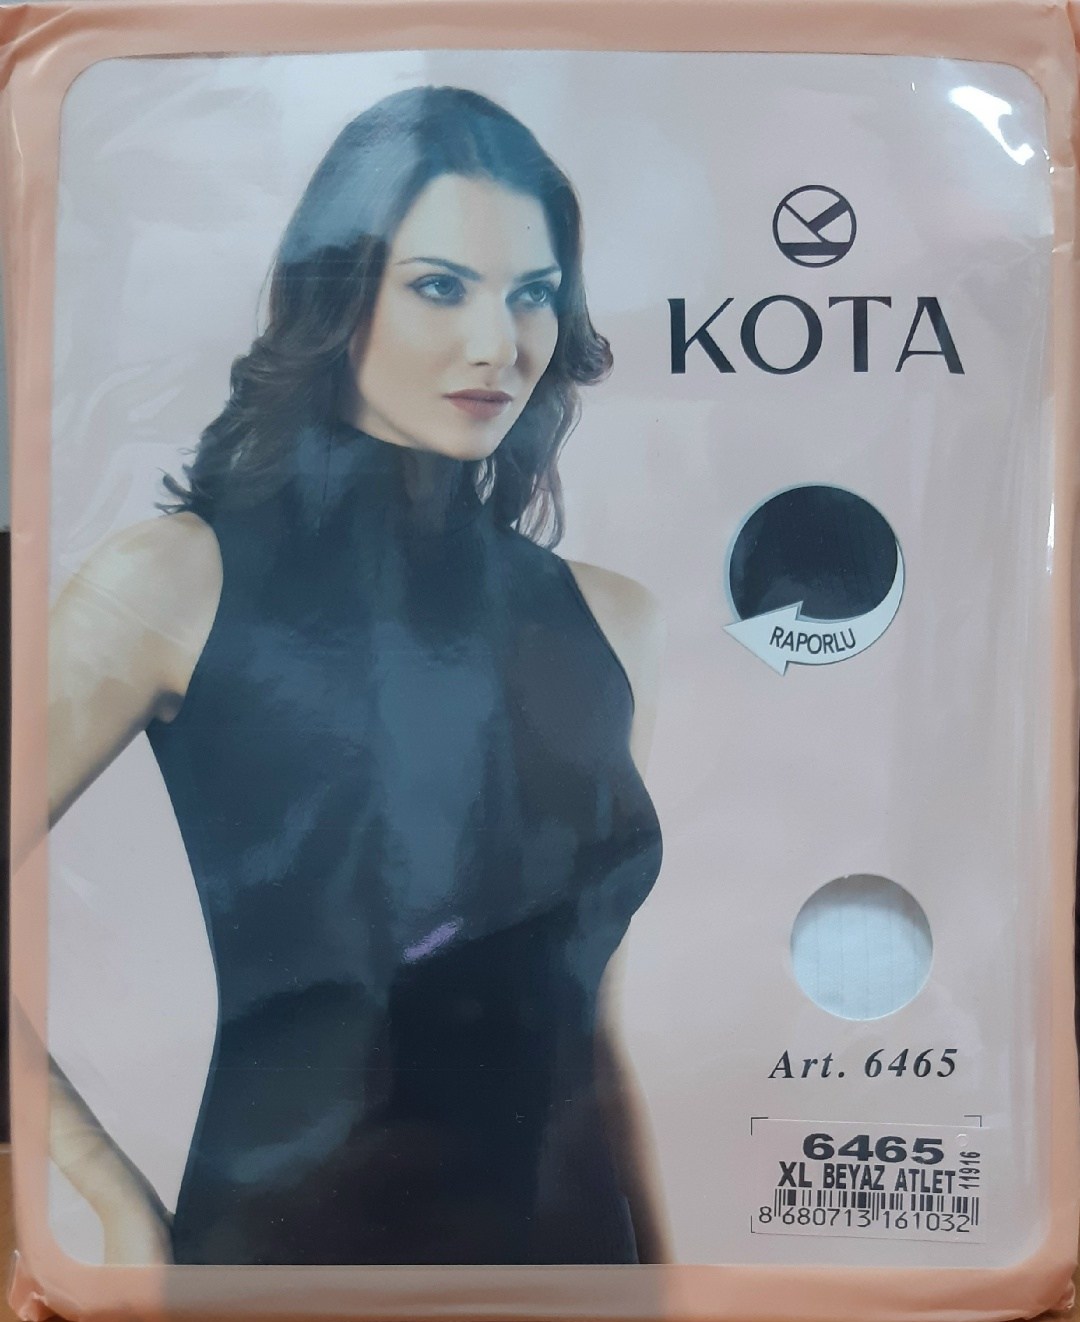 KOTA
RAPORLU
Art. 6465
6465
XL BEYAZ ATLET
11916
8 680713 161032